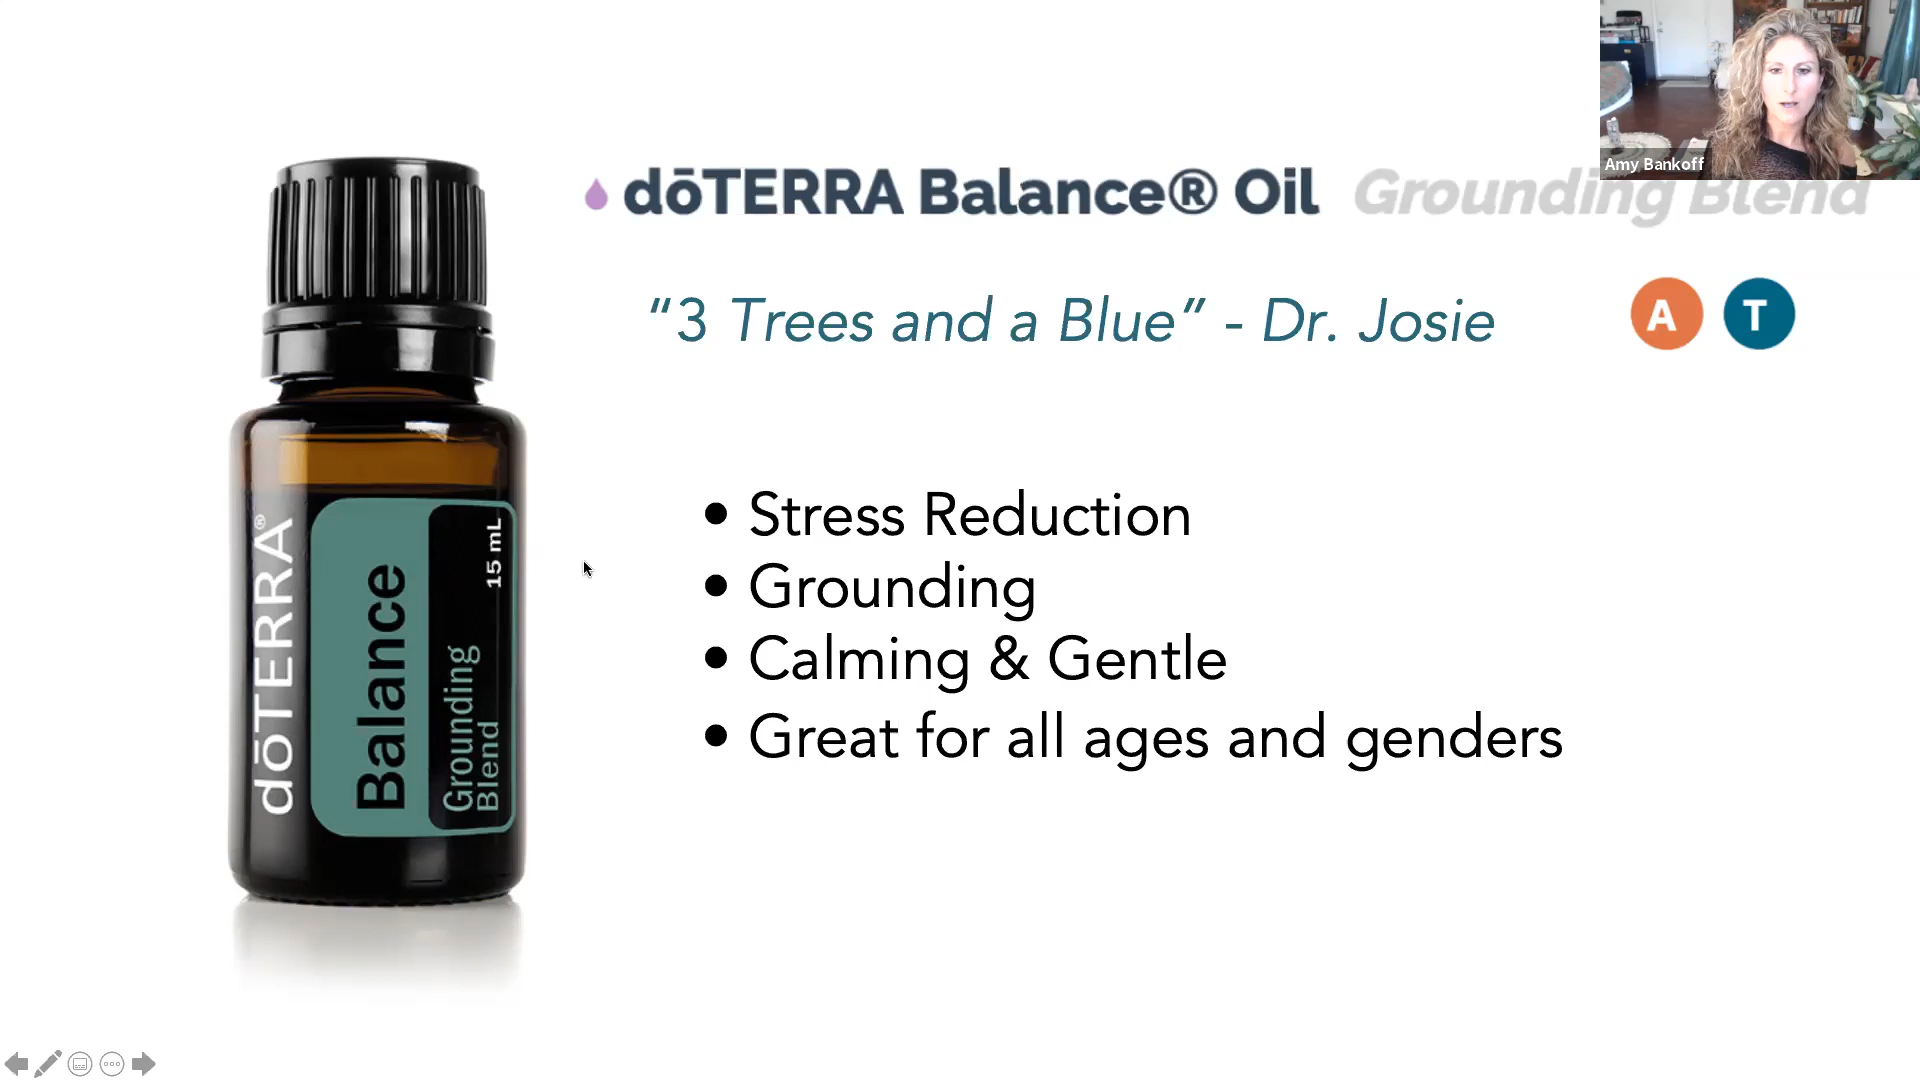 Amy Bankoff
dōTERRA Balance® Oil Grounding Blend
“3 Trees and a Blue” - Dr. Josie
A T
• Stress Reduction
• Grounding
• Calming & Gentle
• Great for all ages and genders
dōTERRA®
Balance
Grounding
Blend
15 mL